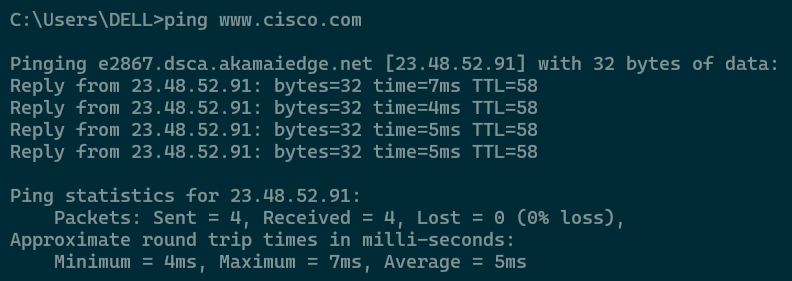 C:\Users\DELL>ping www.cisco.com
Pinging e2867.dsca.akamaiedge.net [23.48.52.91] with 32 bytes of data:
Reply from 23.48.52.91: bytes=32 time=7ms TTL=58
Reply from 23.48.52.91: bytes=32 time=4ms TTL=58
Reply from 23.48.52.91: bytes=32 time=5ms TTL=58
Reply from 23.48.52.91: bytes=32 time=5ms TTL=58
Ping statistics for 23.48.52.91:
    Packets: Sent = 4, Received = 4, Lost = 0 (0% loss),
Approximate round trip times in milli-seconds:
    Minimum = 4ms, Maximum = 7ms, Average = 5ms